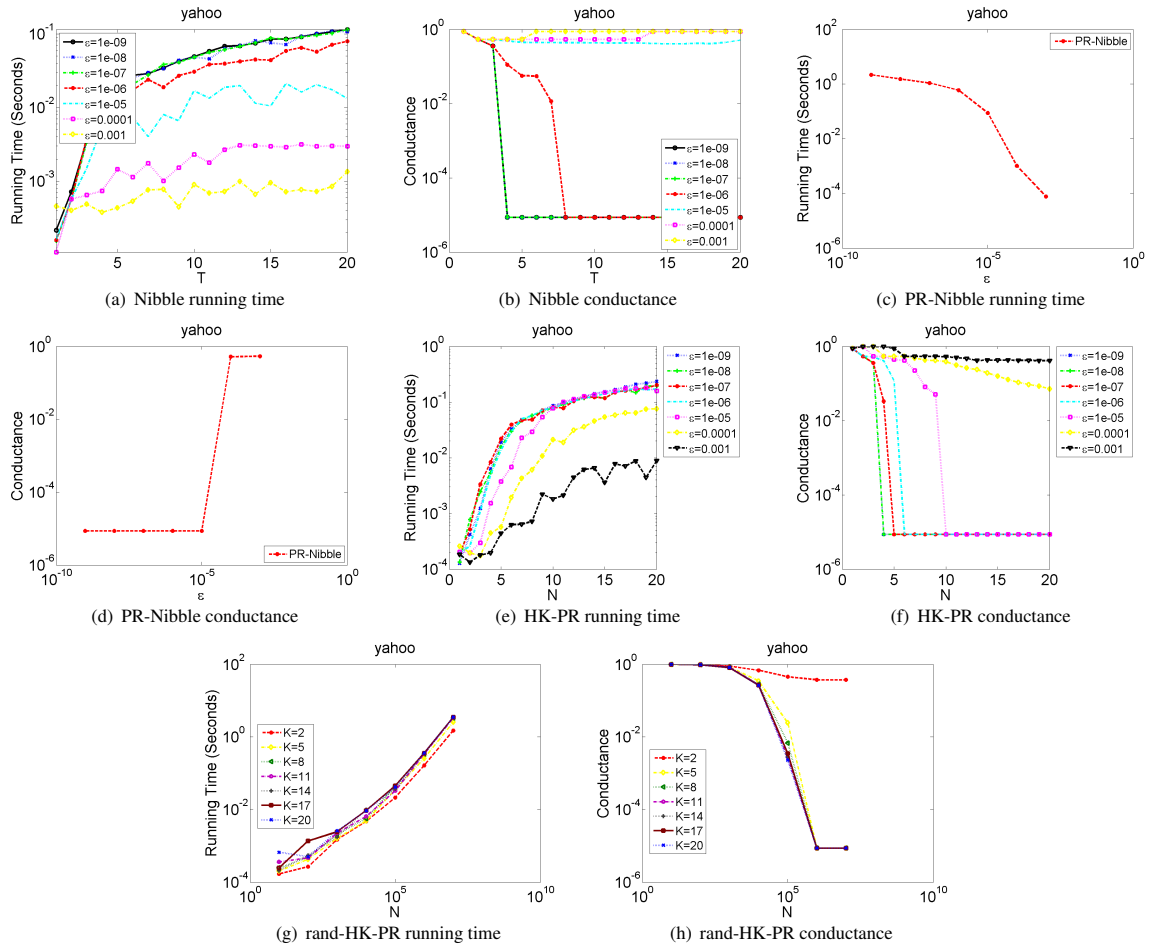 yahoo
Running Time (Seconds)
10^-1
10^-2
10^-3
ε=1e-09
ε=1e-08
ε=1e-07
ε=1e-06
ε=1e-05
ε=0.0001
ε=0.001
5 10 15 20
T
(a) Nibble running time
yahoo
Conductance
10^0
10^-2
10^-4
10^-6
ε=1e-09
ε=1e-08
ε=1e-07
ε=1e-06
ε=1e-05
ε=0.0001
ε=0.001
0 5 10 15 20
T
(b) Nibble conductance
yahoo
Running Time (Seconds)
10^2
10^0
10^-2
10^-4
10^-6
PR-Nibble
10^-10 10^-5 10^0
ε
(c) PR-Nibble running time
yahoo
Conductance
10^0
10^-2
10^-4
10^-6
PR-Nibble
10^-10 10^-5 10^0
ε
(d) PR-Nibble conductance
yahoo
Running Time (Seconds)
10^0
10^-1
10^-2
10^-3
10^-4
ε=1e-09
ε=1e-08
ε=1e-07
ε=1e-06
ε=1e-05
ε=0.0001
ε=0.001
0 5 10 15 20
N
(e) HK-PR running time
yahoo
Conductance
10^0
10^-2
10^-4
10^-6
ε=1e-09
ε=1e-08
ε=1e-07
ε=1e-06
ε=1e-05
ε=0.0001
ε=0.001
0 5 10 15 20
N
(f) HK-PR conductance
yahoo
Running Time (Seconds)
10^2
10^0
10^-2
10^-4
K=2
K=5
K=8
K=11
K=14
K=17
K=20
10^0 10^5 10^10
N
(g) rand-HK-PR running time
yahoo
Conductance
10^0
10^-2
10^-4
10^-6
K=2
K=5
K=8
K=11
K=14
K=17
K=20
10^0 10^5 10^10
N
(h) rand-HK-PR conductance